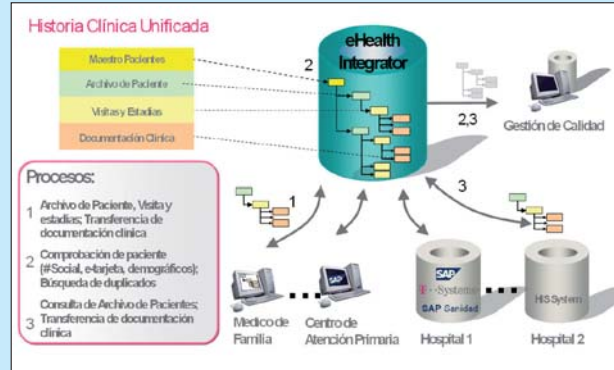 Historia Clínica Unificada
Maestro Pacientes
Archivo de Paciente
Visitas y Estadías
Documentación Clínica
2
eHealth
Integrator
2,3
Gestión de Calidad
Procesos:
1 Archivo de Paciente, Visita y
estadías; Transferencia de
documentación clínica
2 Comprobación de paciente
(#Social, e-tarjeta, demográficos);
Búsqueda de duplicados
3 Consulta de Archivo de Pacientes;
Transferencia de documentación
clínica
1
3
SAP
T··Systems
SAP Sanidad
HIS System
Medico de
Familia
Centro de
Atención Primaria
Hospital 1
Hospital 2